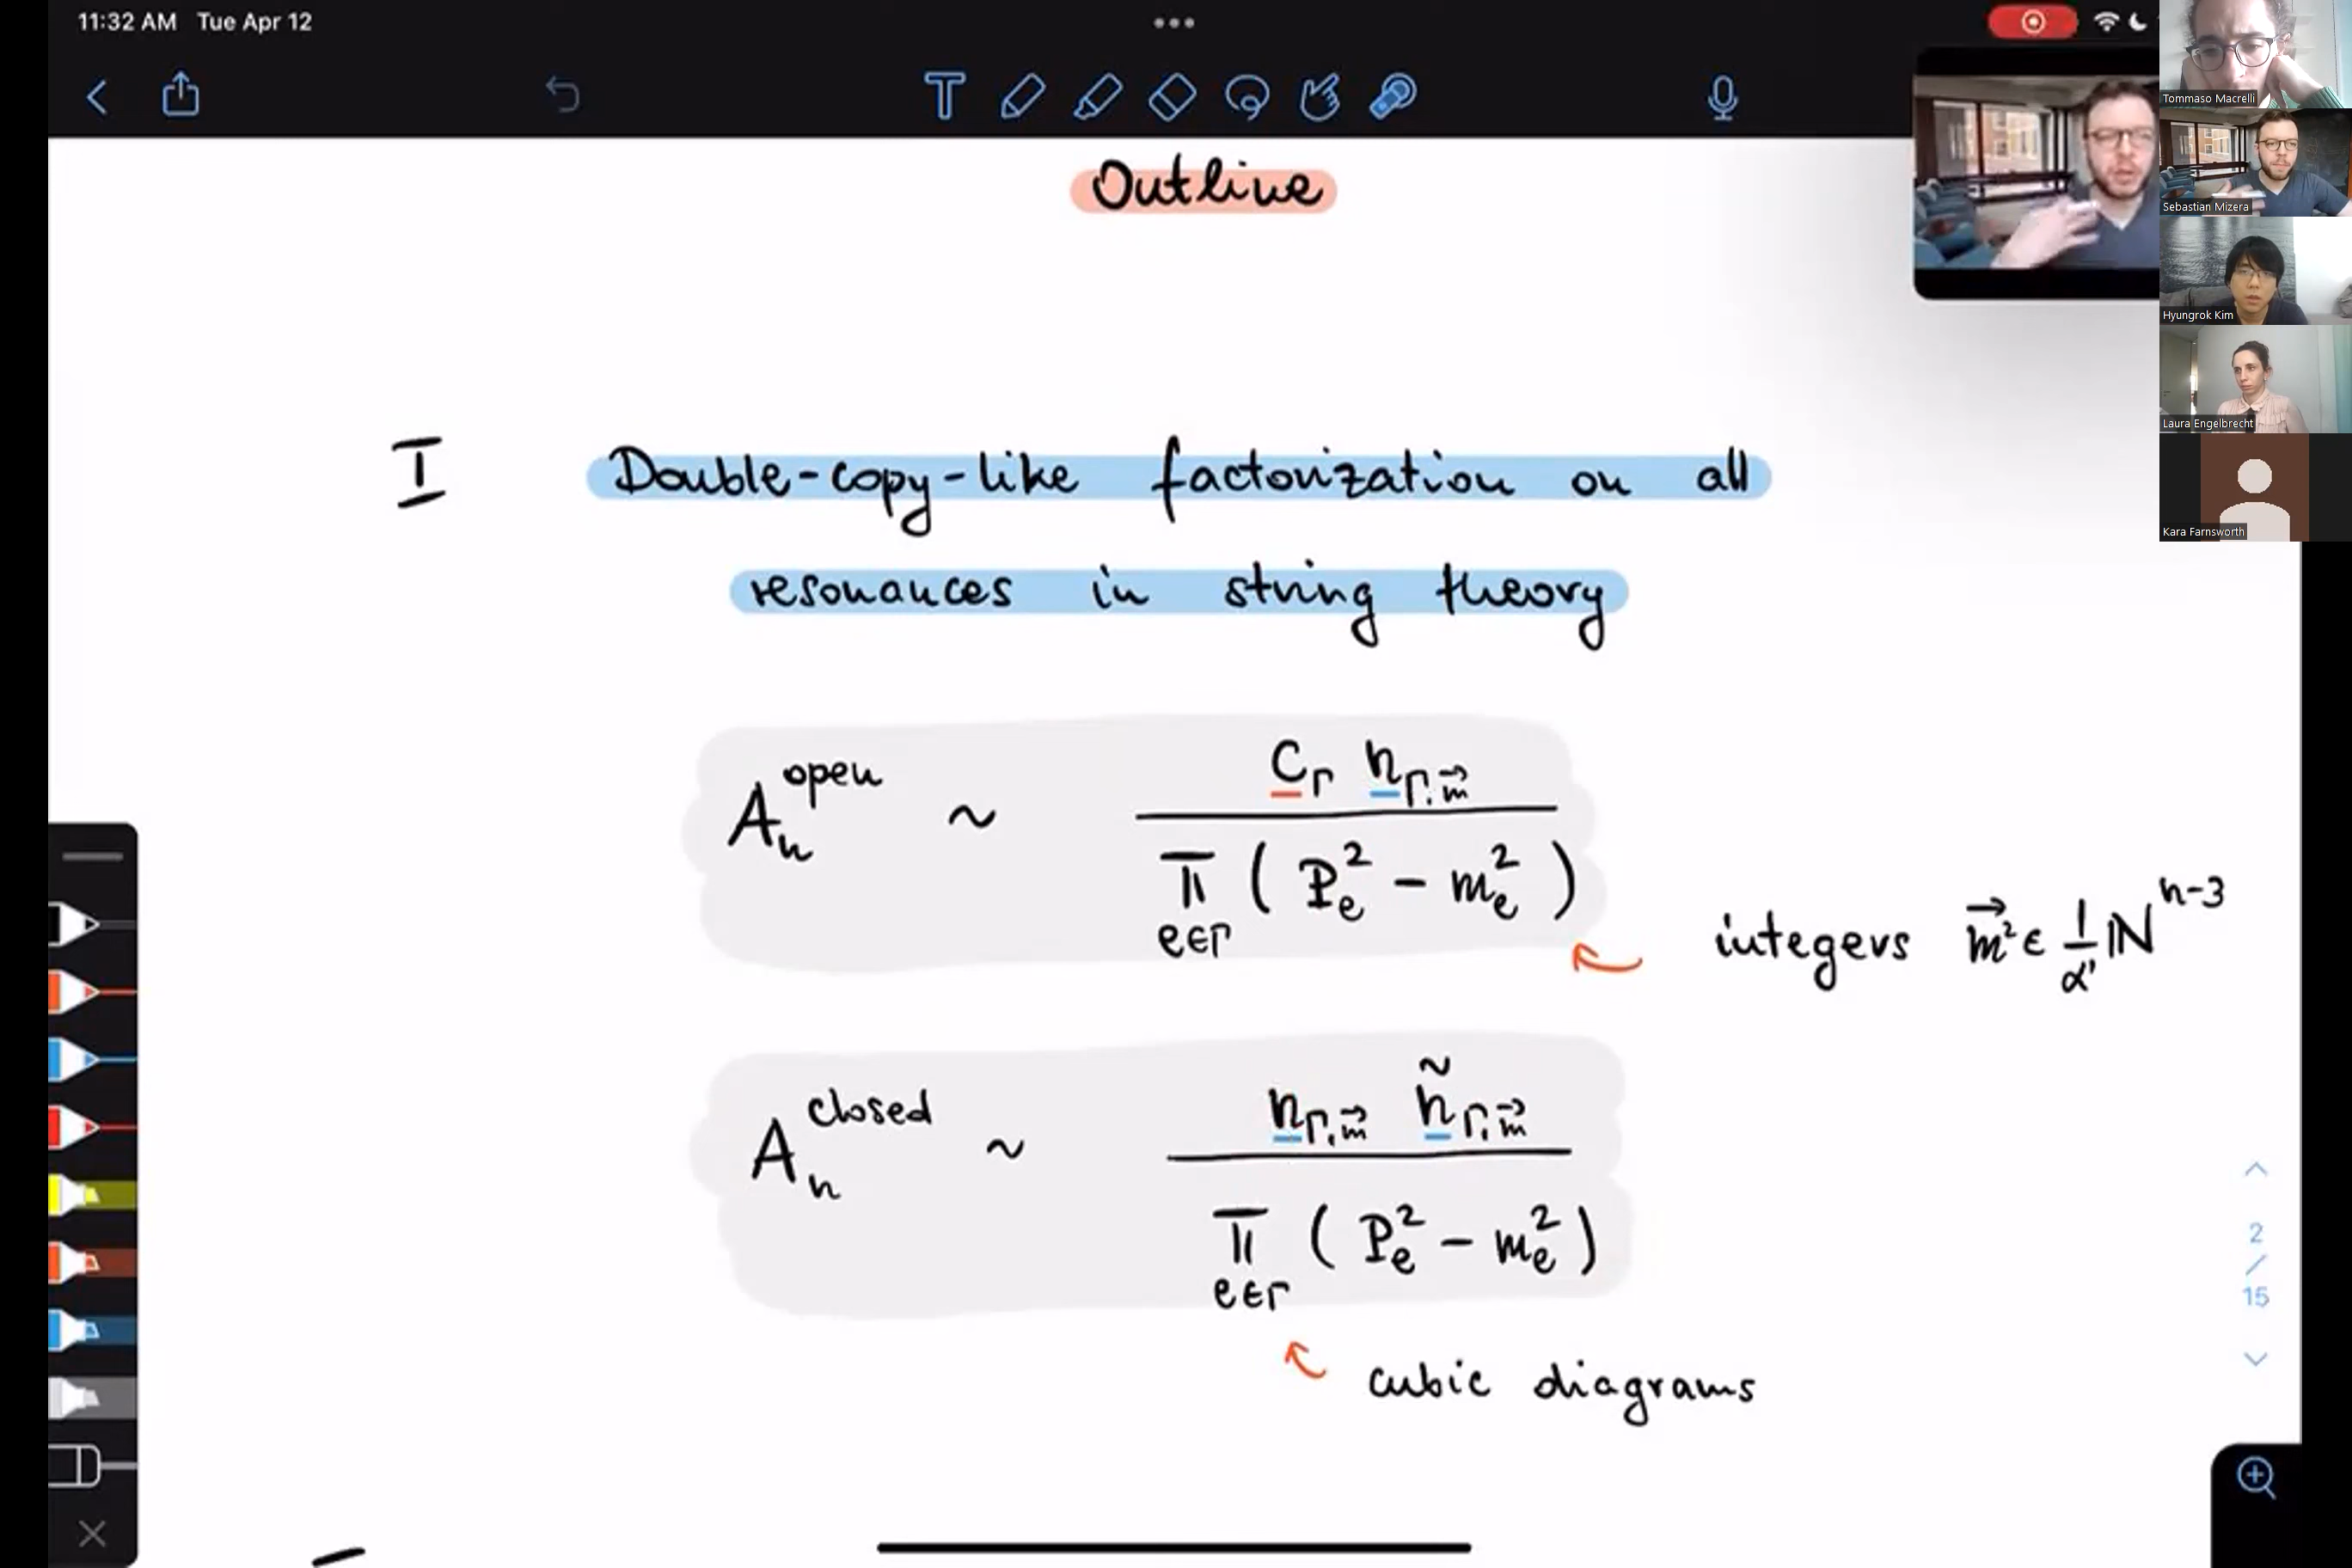 11:32 AM Tue Apr 12
Outline
I Double-copy-like factorization on all
resonances in string theory
A_n^open ~ C_Γ n_Γ,m⃗ / ∏_{e∈Γ} ( P_e^2 − m_e^2 )
integers m⃗^2 ∈ 1/α' ℕ^{n-3}
A_n^closed ~ n_Γ,m⃗ ñ_Γ,m⃗ / ∏_{e∈Γ} ( P_e^2 − m_e^2 )
cubic diagrams
2
/
15
Tommaso Macrelli
Sebastian Mizera
Hyungrok Kim
Laura Engelbrecht
Kara Farnsworth